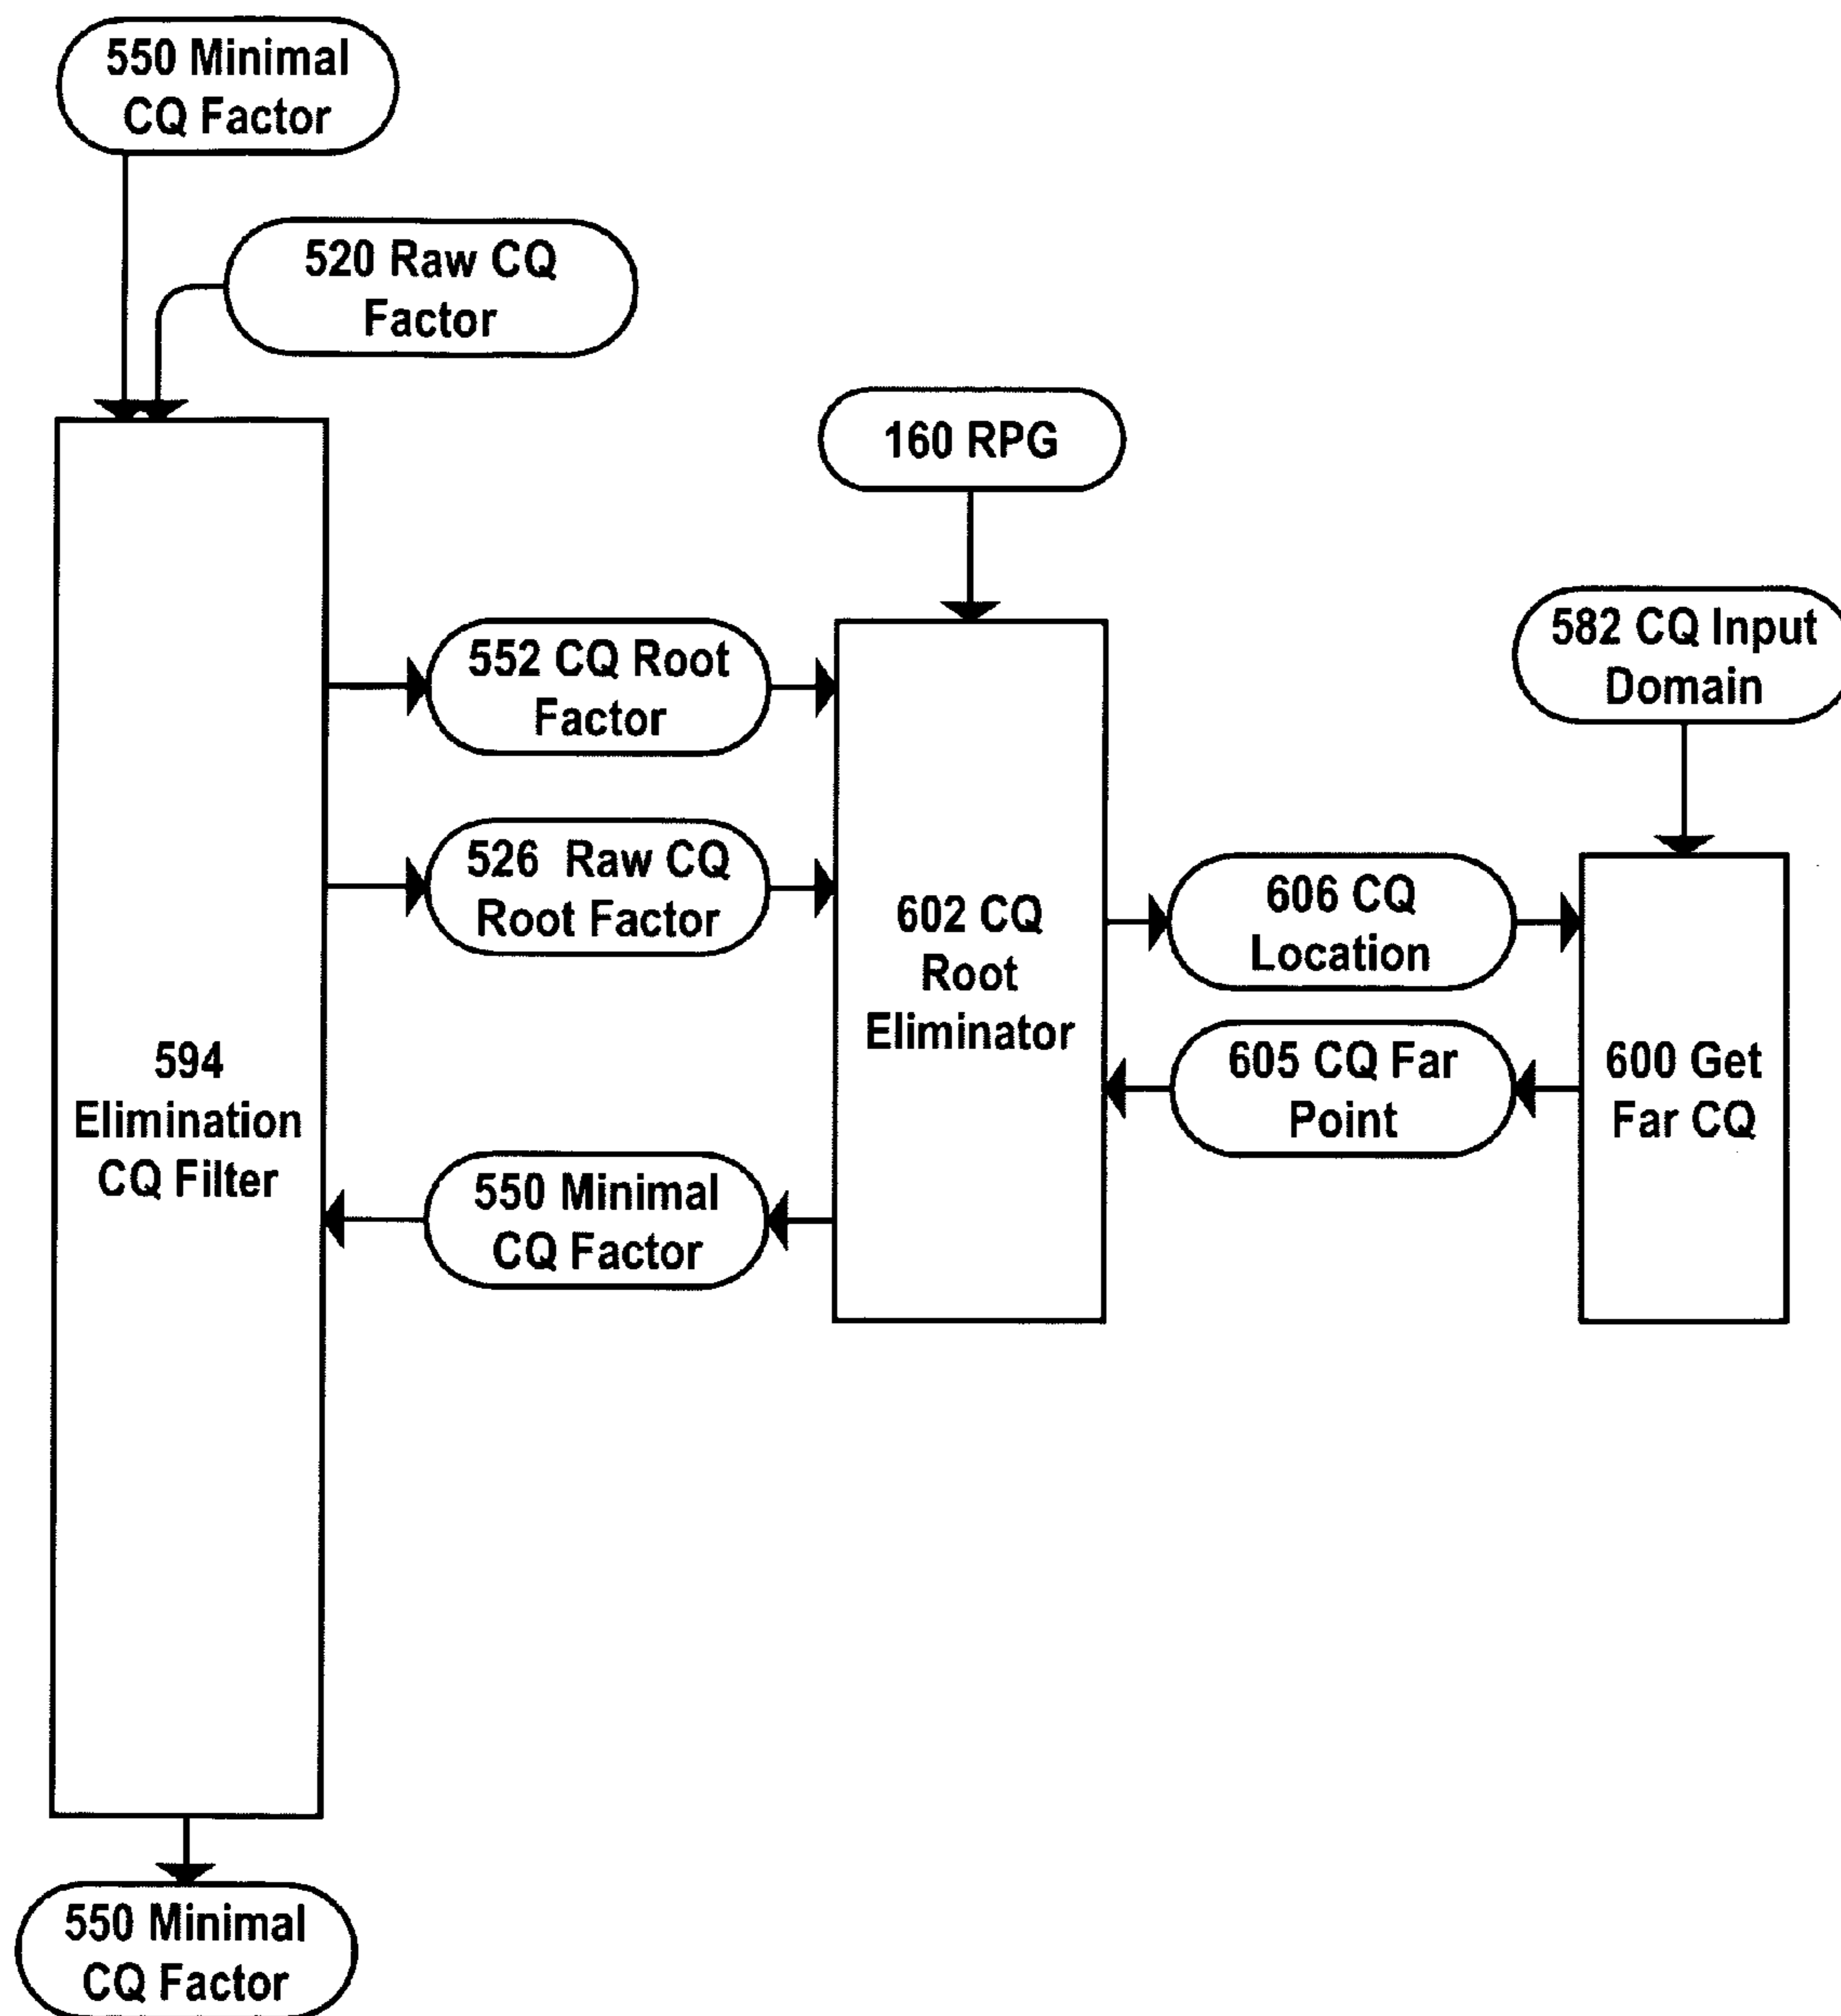 550 Minimal
CQ Factor
520 Raw CQ
Factor
160 RPG
582 CQ Input
Domain
552 CQ Root
Factor
526 Raw CQ
Root Factor
606 CQ
Location
602 CQ
Root
Eliminator
605 CQ Far
Point
600 Get
Far CQ
594
Elimination
CQ Filter
550 Minimal
CQ Factor
550 Minimal
CQ Factor